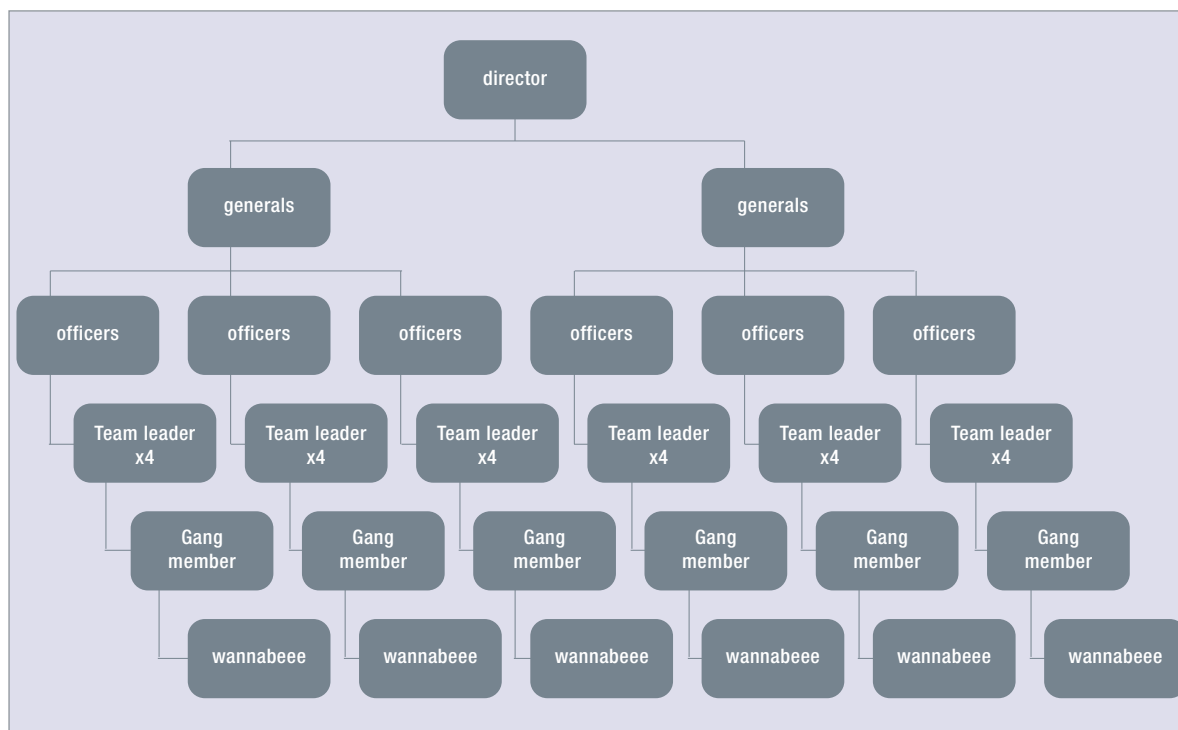 director
generals
generals
officers
officers
officers
officers
officers
officers
Team leader
x4
Team leader
x4
Team leader
x4
Team leader
x4
Team leader
x4
Team leader
x4
Gang
member
Gang
member
Gang
member
Gang
member
Gang
member
Gang
member
wannabeee
wannabeee
wannabeee
wannabeee
wannabeee
wannabeee